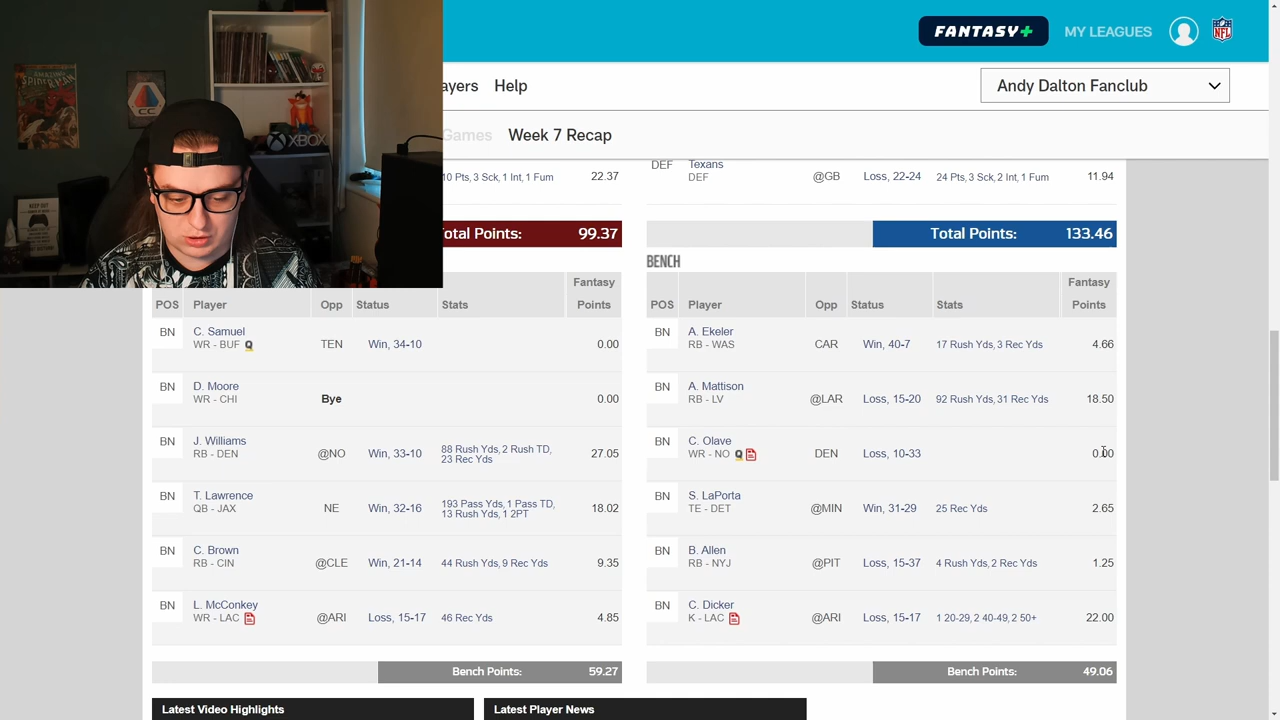 AMAZING
SPIDER-MAN
CC
XBOX
FANTASY+
MY LEAGUES
NFL
ayers
Help
Andy Dalton Fanclub
Games
Week 7 Recap
10 Pts, 3 Sck, 1 Int, 1 Fum
22.37
DEF
Texans
DEF
@GB
Loss, 22-24
24 Pts, 3 Sck, 2 Int, 1 Fum
11.94
otal Points:
99.37
Total Points:
133.46
BENCH
POS Player Opp Status Stats Fantasy Points
BN
C. Samuel
WR - BUF Q
TEN
Win, 34-10
0.00
BN
D. Moore
WR - CHI
Bye
0.00
BN
J. Williams
RB - DEN
@NO
Win, 33-10
88 Rush Yds, 2 Rush TD,
23 Rec Yds
27.05
BN
T. Lawrence
QB - JAX
NE
Win, 32-16
193 Pass Yds, 1 Pass TD,
13 Rush Yds, 1 2PT
18.02
BN
C. Brown
RB - CIN
@CLE
Win, 21-14
44 Rush Yds, 9 Rec Yds
9.35
BN
L. McConkey
WR - LAC
@ARI
Loss, 15-17
46 Rec Yds
4.85
Bench Points:
59.27
POS Player Opp Status Stats Fantasy Points
BN
A. Ekeler
RB - WAS
CAR
Win, 40-7
17 Rush Yds, 3 Rec Yds
4.66
BN
A. Mattison
RB - LV
@LAR
Loss, 15-20
92 Rush Yds, 31 Rec Yds
18.50
BN
C. Olave
WR - NO Q
DEN
Loss, 10-33
0.00
BN
S. LaPorta
TE - DET
@MIN
Win, 31-29
25 Rec Yds
2.65
BN
B. Allen
RB - NYJ
@PIT
Loss, 15-37
4 Rush Yds, 2 Rec Yds
1.25
BN
C. Dicker
K - LAC
@ARI
Loss, 15-17
1 20-29, 2 40-49, 2 50+
22.00
Bench Points:
49.06
Latest Video Highlights
Latest Player News